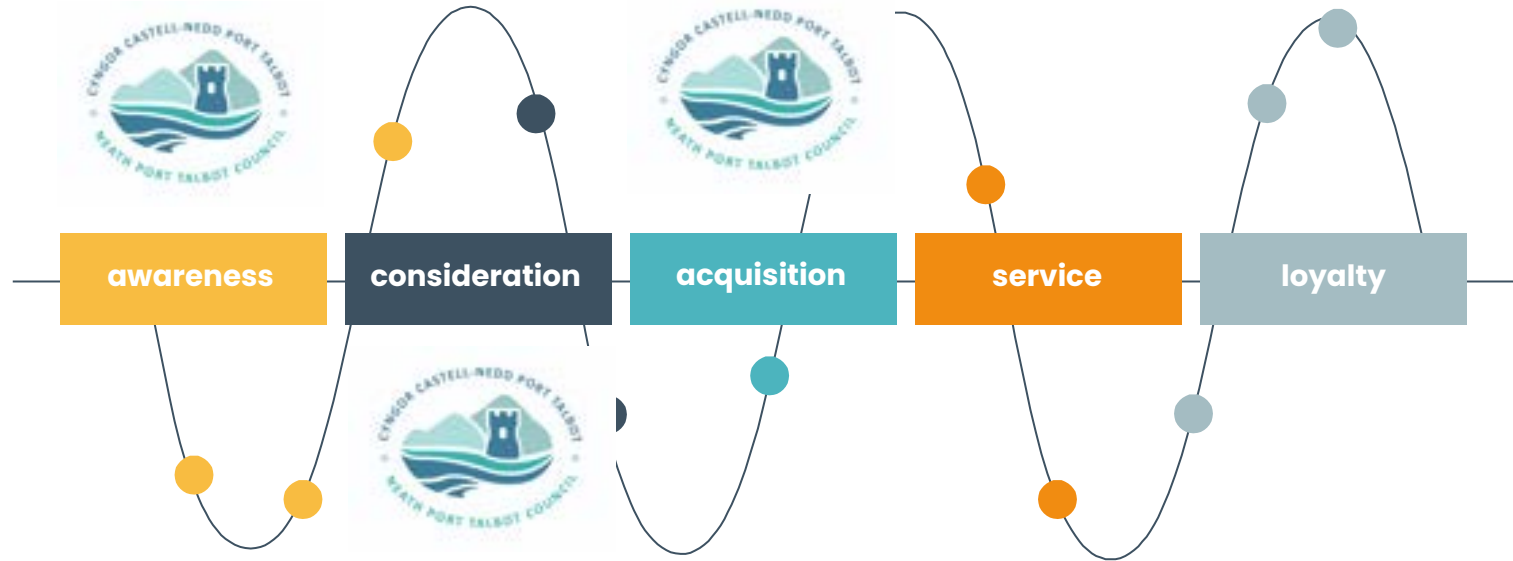 CYNGOR CASTELL-NEDD PORT TALBOT
NEATH PORT TALBOT COUNCIL
CYNGOR CASTELL-NEDD PORT TALBOT
NEATH PORT TALBOT COUNCIL
awareness
consideration
acquisition
service
loyalty
CYNGOR CASTELL-NEDD PORT TALBOT
NEATH PORT TALBOT COUNCIL